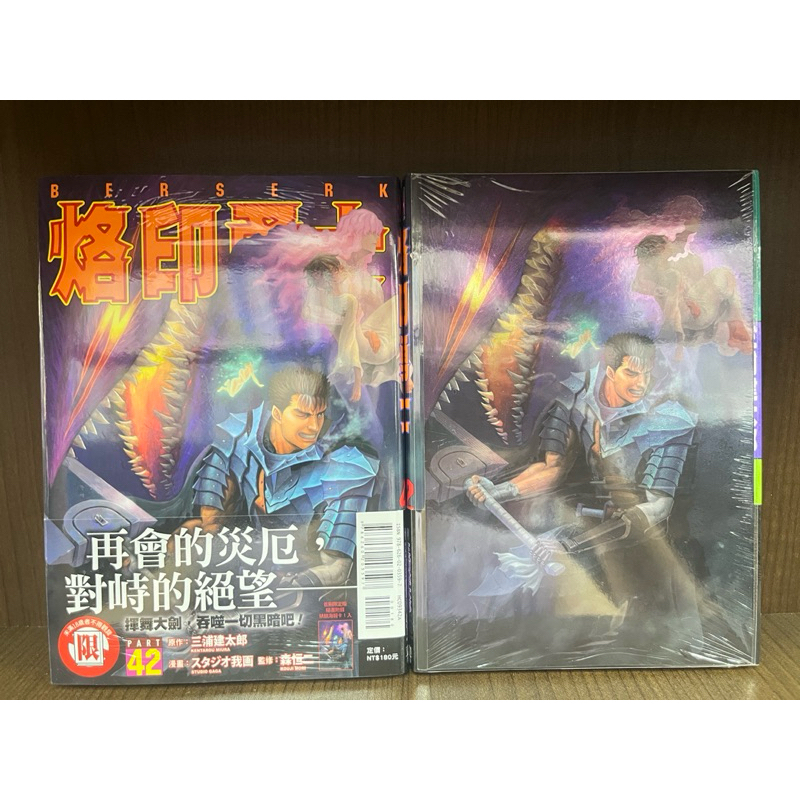 BERSERK
烙印
再會的災厄，
對峙的絕望——
揮舞大劍，吞噬一切黑暗吧！
限
PART
42
原作：三浦建太郎
KENTAROU MIURA
漫畫：スタジオ我画 監修：森恒二
STUDIO GAGA KOUJI MORI
定價：
NT$180元